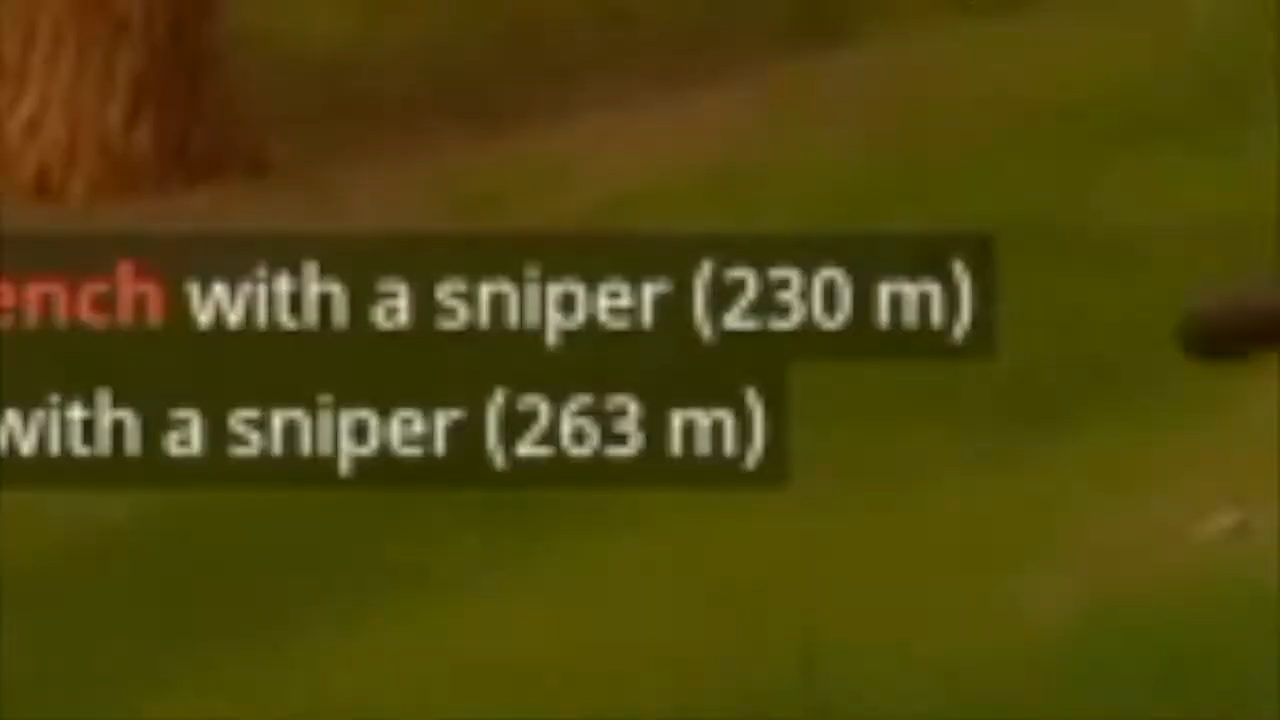 ench with a sniper (230 m)
with a sniper (263 m)